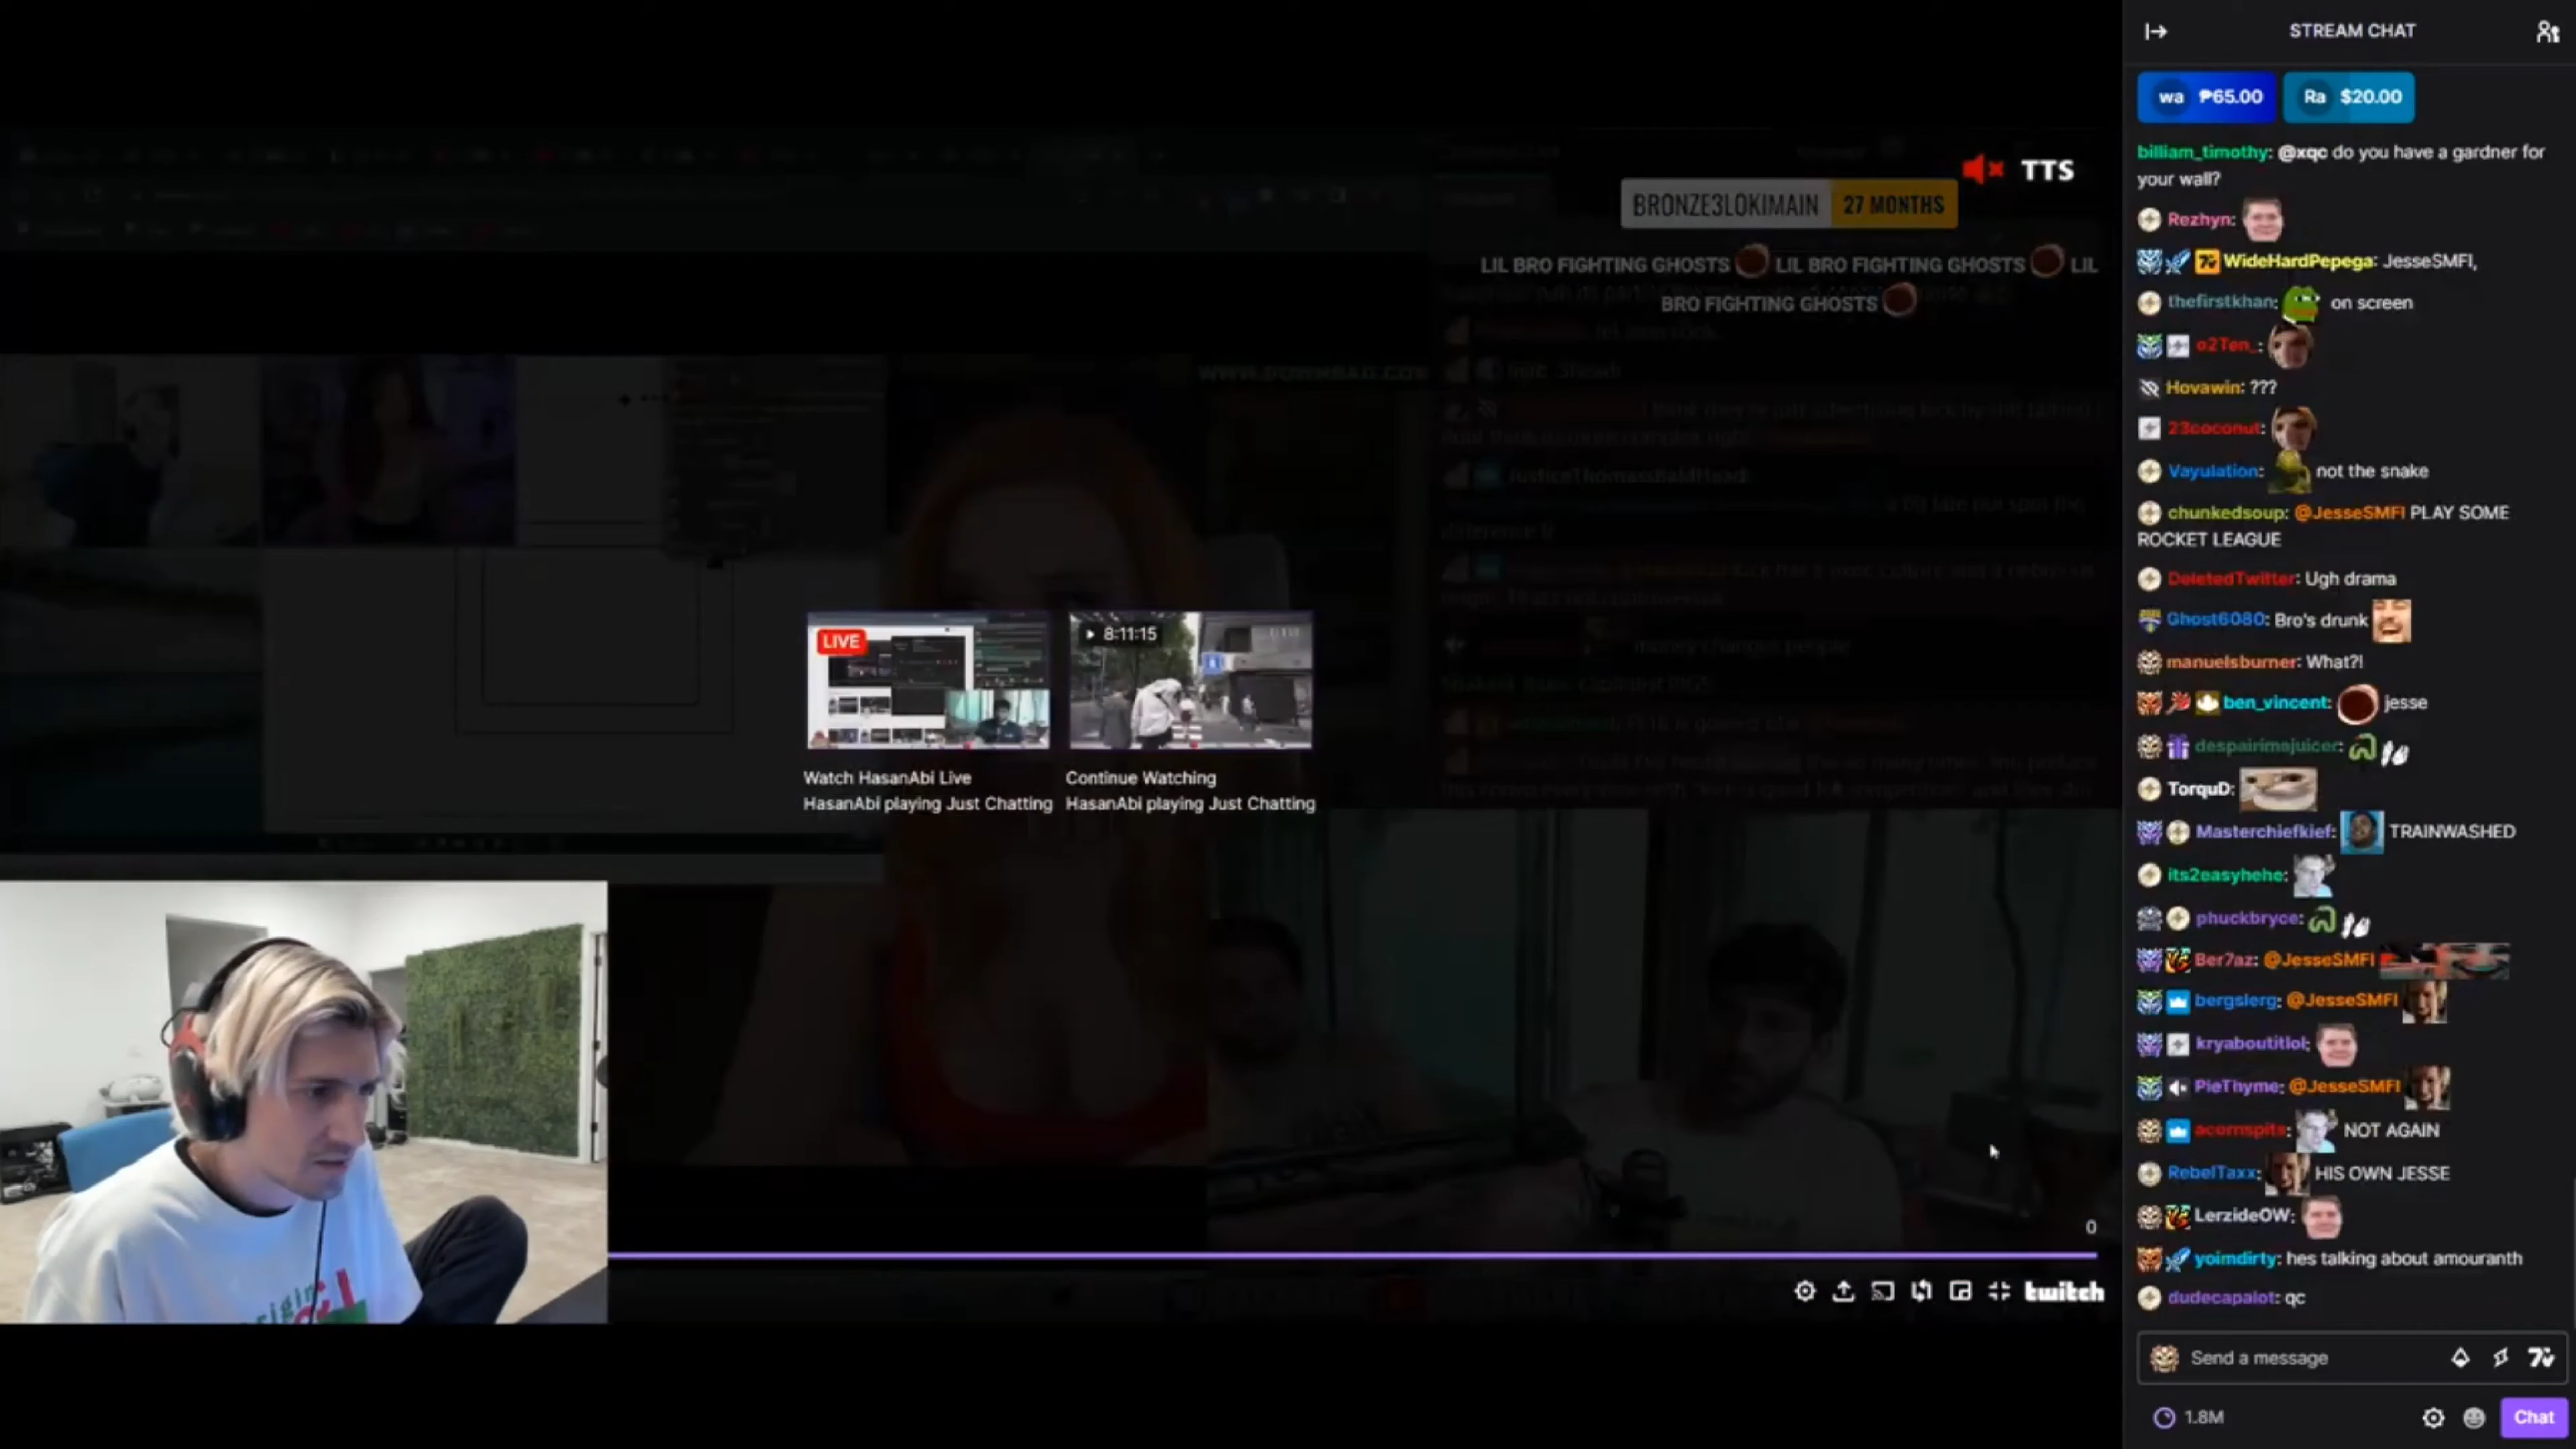 STREAM CHAT
wa ₱65.00 Ra $20.00
TTS
BRONZE3LOKIMAIN 27 MONTHS
LIL BRO FIGHTING GHOSTS LIL BRO FIGHTING GHOSTS LIL
BRO FIGHTING GHOSTS
LIVE
8:11:15
Watch HasanAbi Live
HasanAbi playing Just Chatting
Continue Watching
HasanAbi playing Just Chatting
0
twitch
billiam_timothy: @xqc do you have a gardner for
your wall?
Rezhyn:
WideHardPepega: JesseSMFI,
thefirstkhan: on screen
o2Ten_:
Hovawin: ???
23coconut:
Vayulation: not the snake
chunkedsoup: @JesseSMFI PLAY SOME
ROCKET LEAGUE
DeletedTwitter: Ugh drama
Ghost6080: Bro's drunk
manuelsburner: What?!
ben_vincent: jesse
despairimajuicer:
TorquD:
Masterchiefkief: TRAINWASHED
its2easyhehe:
phuckbryce:
Ber7az: @JesseSMFI
bergslerg: @JesseSMFI
kryaboutitlol:
PieThyme: @JesseSMFI
acornspits: NOT AGAIN
RebelTaxx: HIS OWN JESSE
LerzideOW:
yoimdirty: hes talking about amouranth
dudecapalot: qc
Send a message
1.8M
Chat